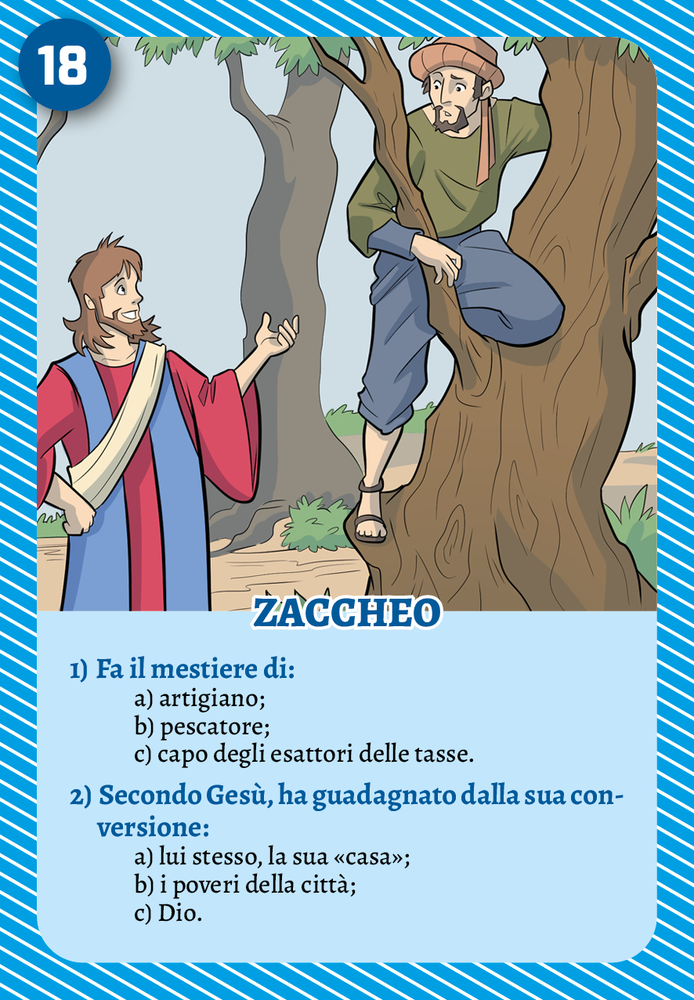 18
ZACCHEO
1) Fa il mestiere di:
a) artigiano;
b) pescatore;
c) capo degli esattori delle tasse.
2) Secondo Gesù, ha guadagnato dalla sua con-
versione:
a) lui stesso, la sua «casa»;
b) i poveri della città;
c) Dio.